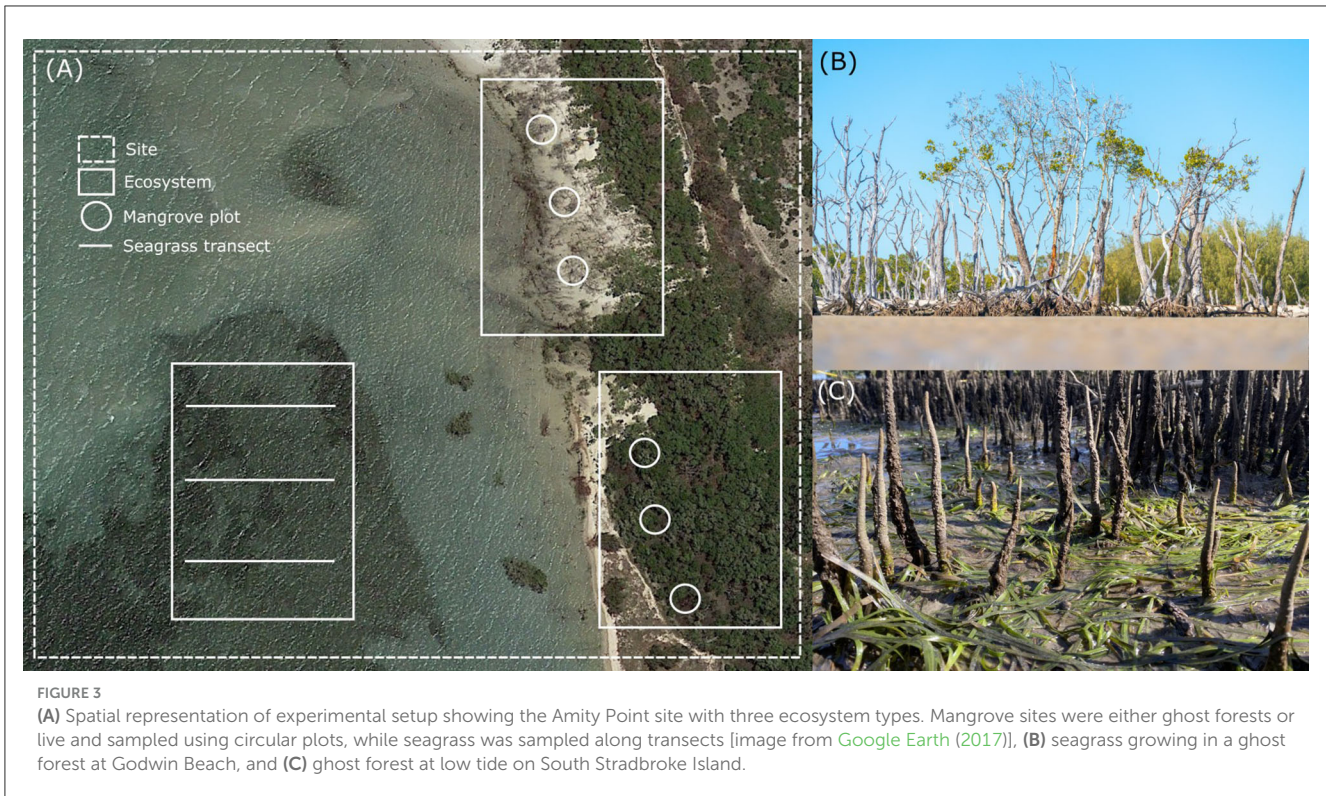 (A)
Site
Ecosystem
Mangrove plot
Seagrass transect
(B)
(C)
FIGURE 3
(A) Spatial representation of experimental setup showing the Amity Point site with three ecosystem types. Mangrove sites were either ghost forests or
live and sampled using circular plots, while seagrass was sampled along transects [image from Google Earth (2017)], (B) seagrass growing in a ghost
forest at Godwin Beach, and (C) ghost forest at low tide on South Stradbroke Island.